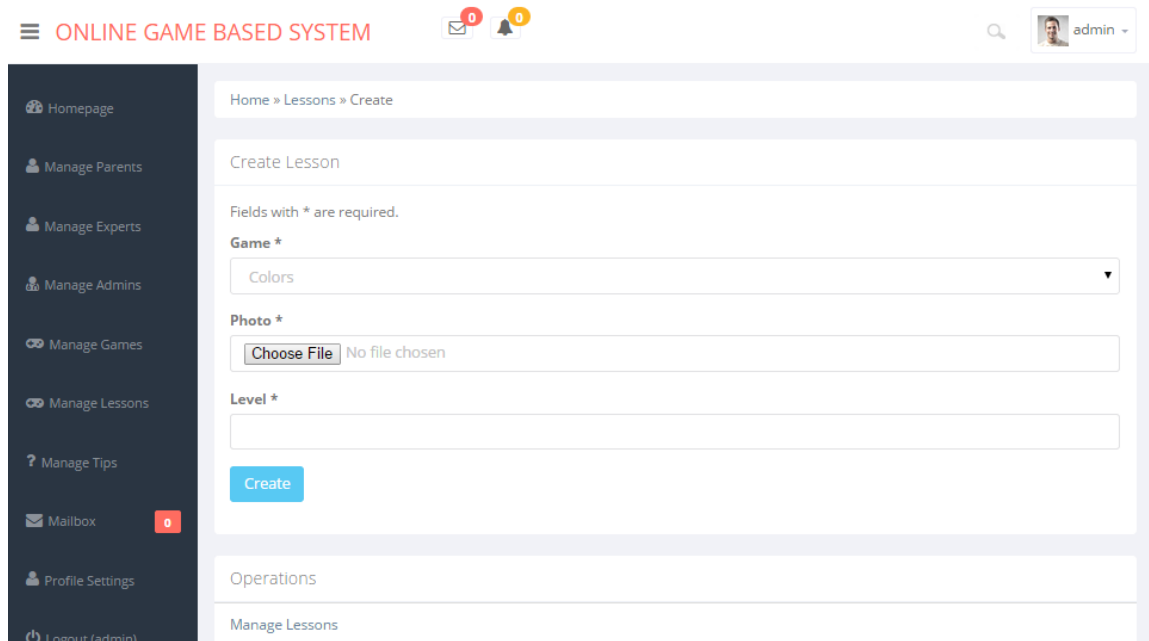 ONLINE GAME BASED SYSTEM
0
0
admin
Homepage
Manage Parents
Manage Experts
Manage Admins
Manage Games
Manage Lessons
? Manage Tips
Mailbox
0
Profile Settings
Logout (admin)
Home » Lessons » Create
Create Lesson
Fields with * are required.
Game *
Colors
Photo *
Choose File No file chosen
Level *
Create
Operations
Manage Lessons